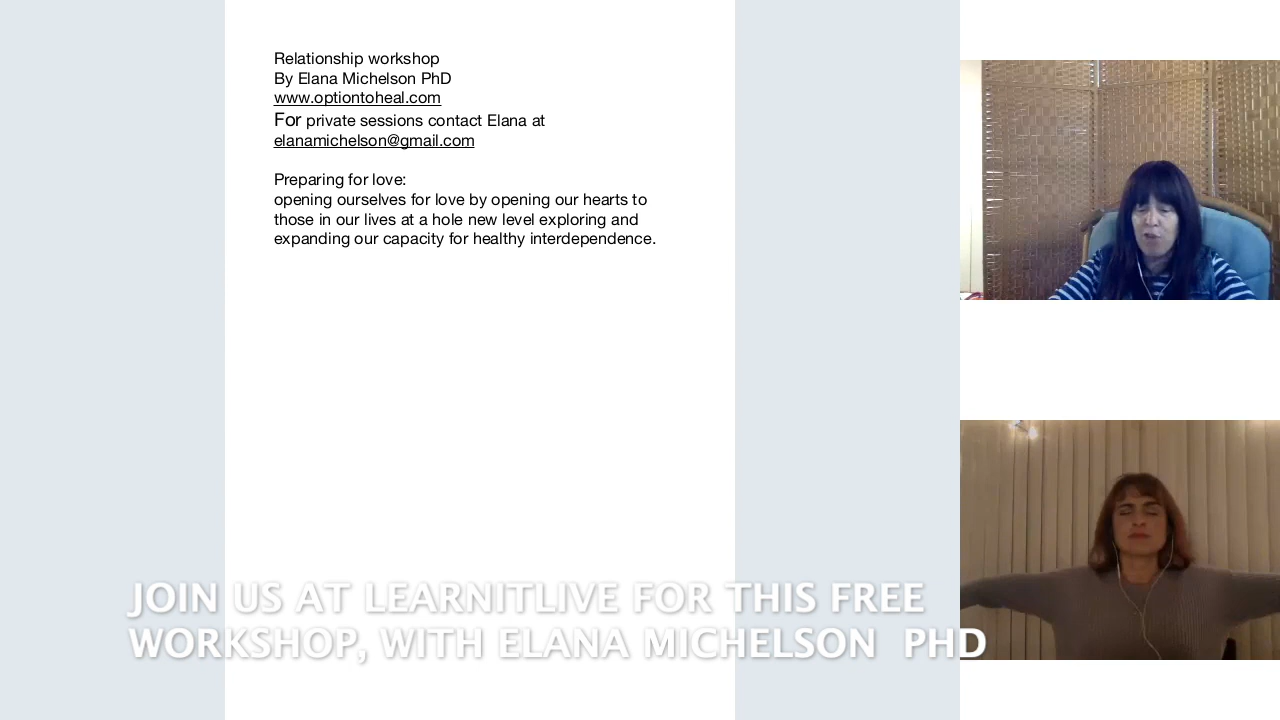 Relationship workshop
By Elana Michelson PhD
www.optiontoheal.com
For private sessions contact Elana at
elanamichelson@gmail.com
Preparing for love:
opening ourselves for love by opening our hearts to
those in our lives at a hole new level exploring and
expanding our capacity for healthy interdependence.
JOIN US AT LEARNITLIVE FOR THIS FREE
WORKSHOP, WITH ELANA MICHELSON PHD